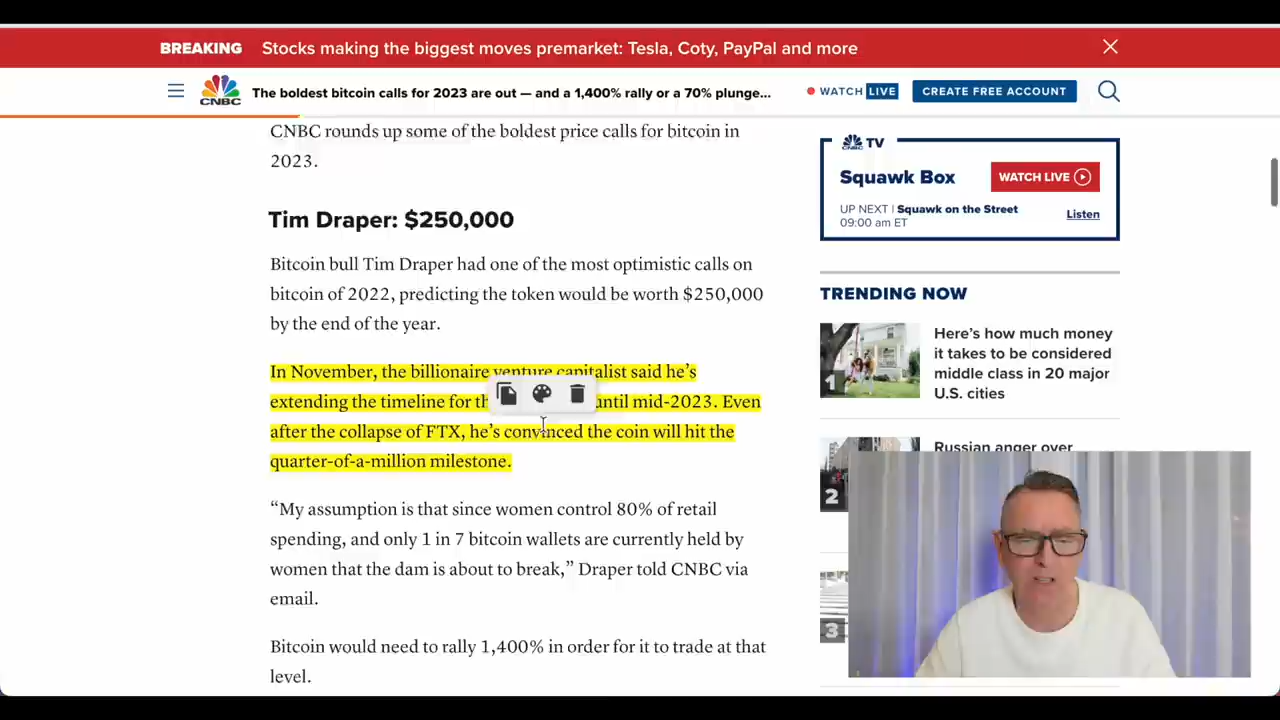 BREAKING Stocks making the biggest moves premarket: Tesla, Coty, PayPal and more
CNBC
The boldest bitcoin calls for 2023 are out — and a 1,400% rally or a 70% plunge...
WATCH LIVE
CREATE FREE ACCOUNT
CNBC rounds up some of the boldest price calls for bitcoin in
2023.
Tim Draper: $250,000
Bitcoin bull Tim Draper had one of the most optimistic calls on
bitcoin of 2022, predicting the token would be worth $250,000
by the end of the year.
In November, the billionaire venture capitalist said he's
extending the timeline for until mid-2023. Even
after the collapse of FTX, he's convinced the coin will hit the
quarter-of-a-million milestone.
“My assumption is that since women control 80% of retail
spending, and only 1 in 7 bitcoin wallets are currently held by
women that the dam is about to break,” Draper told CNBC via
email.
Bitcoin would need to rally 1,400% in order for it to trade at that
level.
CNBC TV
Squawk Box
WATCH LIVE
UP NEXT | Squawk on the Street
09:00 am ET
Listen
TRENDING NOW
1
Here's how much money
it takes to be considered
middle class in 20 major
U.S. cities
2
Russian anger over
3